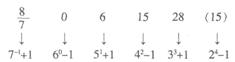 8/7 0 6 15 28 (15)
↓ ↓ ↓ ↓ ↓ ↓
7⁻¹+1 6⁰–1 5¹+1 4²–1 3³+1 2⁴–1